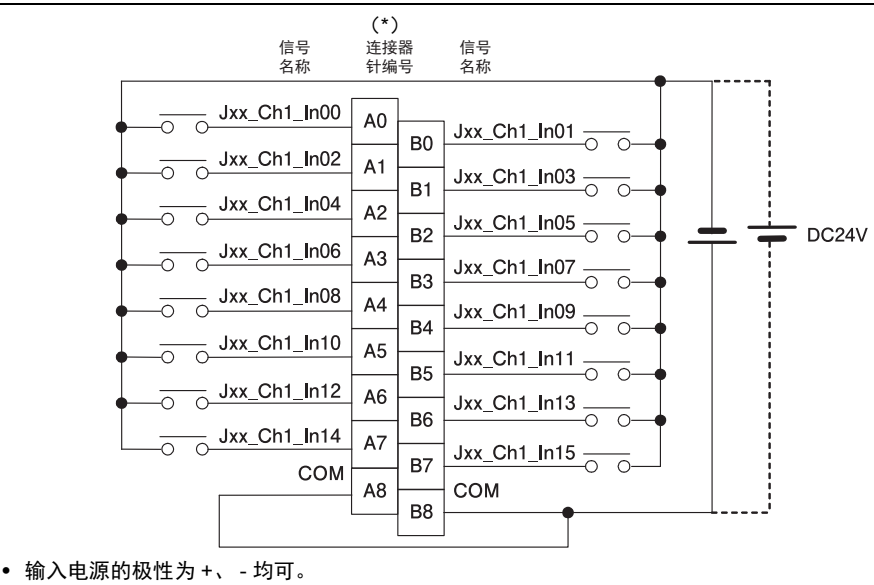 (*)
信号 连接器 信号
名称 针编号 名称
Jxx_Ch1_In00 A0
B0 Jxx_Ch1_In01
Jxx_Ch1_In02 A1
B1 Jxx_Ch1_In03
Jxx_Ch1_In04 A2
B2 Jxx_Ch1_In05
DC24V
Jxx_Ch1_In06 A3
B3 Jxx_Ch1_In07
Jxx_Ch1_In08 A4
B4 Jxx_Ch1_In09
Jxx_Ch1_In10 A5
B5 Jxx_Ch1_In11
Jxx_Ch1_In12 A6
B6 Jxx_Ch1_In13
Jxx_Ch1_In14 A7
B7 Jxx_Ch1_In15
COM A8
B8 COM
• 输入电源的极性为 +、 - 均可。